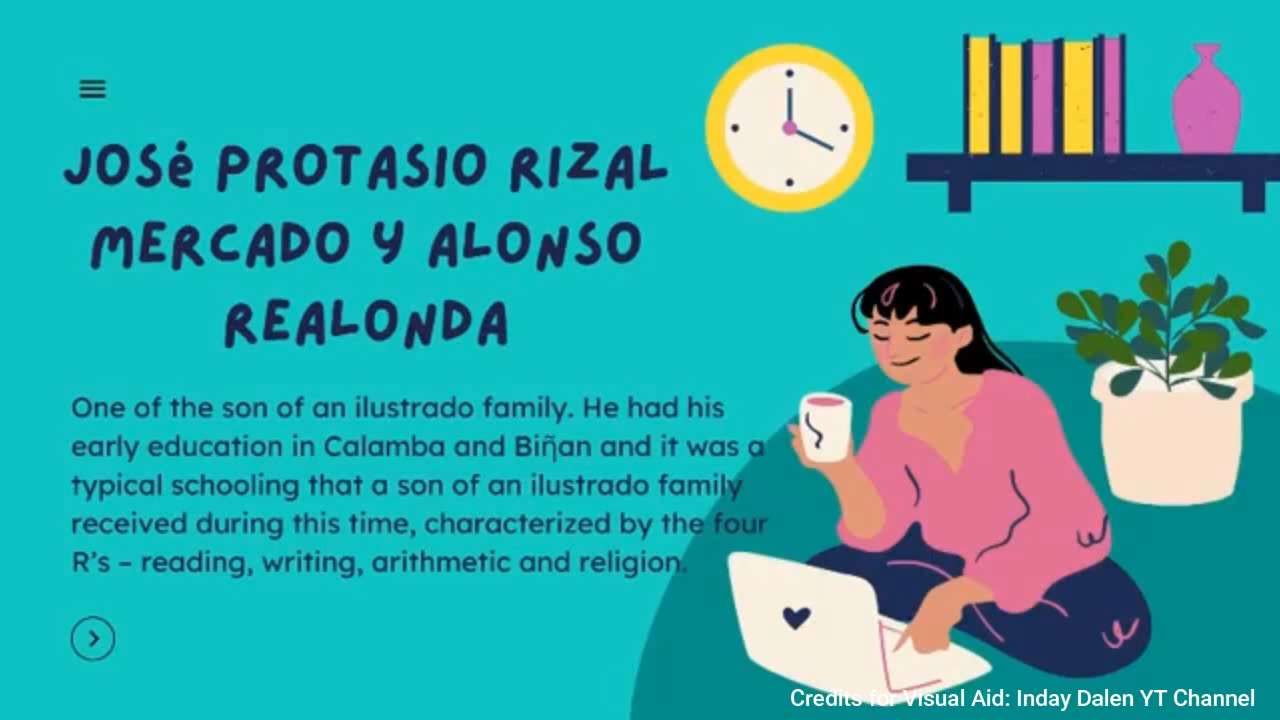 JOSé PROTASIO RIZAL
MERCADO Y ALONSO
REALONDA
One of the son of an ilustrado family. He had his
early education in Calamba and Biñan and it was a
typical schooling that a son of an ilustrado family
received during this time, characterized by the four
R's – reading, writing, arithmetic and religion.
Credits for Visual Aid: Inday Dalen YT Channel